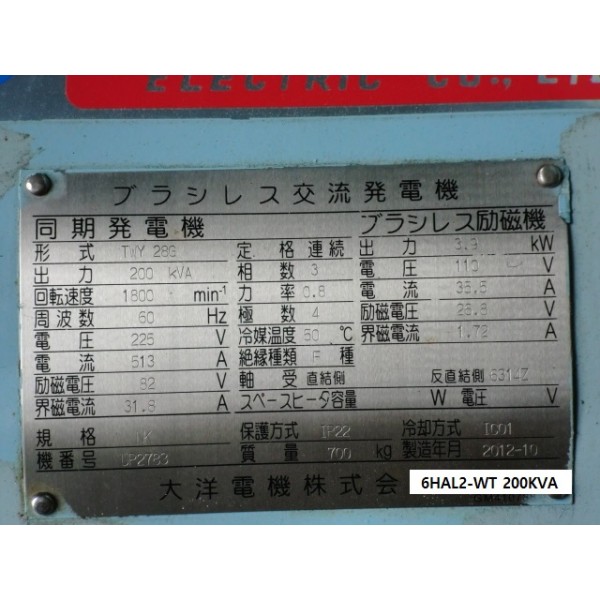 ELECTRIC CO., LTD
ブラシレス交流発電機
同期発電機
形式 TWY 28G
出力 200 kVA
回転速度 1800 min⁻¹
周波数 60 Hz
電圧 225 V
電流 513 A
励磁電圧 82 V
界磁電流 31.8 A
定格 連続
相数 3
力率 0.8
極数 4
冷媒温度 50 ℃
絶縁種類 F 種
軸受 直結側 反直結側 6314Z
スペースヒータ容量 W 電圧 V
ブラシレス励磁機
出力 3.9 kW
電圧 110 V
電流 35.5 A
励磁電圧 V
界磁電流 1.72 A
規格 NK 保護方式 IP22 冷却方式 IC01
機番号 質量 700 kg 製造年月 2012-10
大洋電機株式会
6HAL2-WT 200KVA